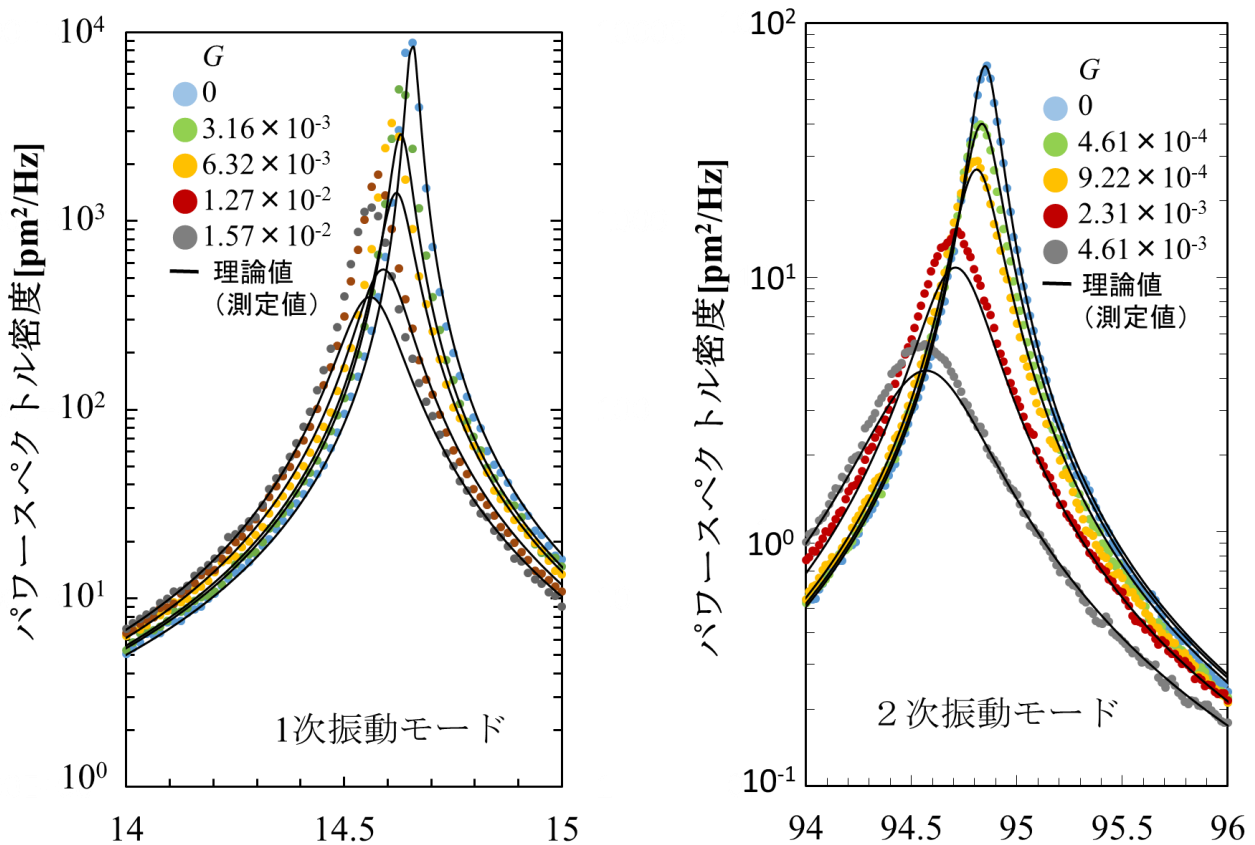 パワースペクトル密度[pm²/Hz]
10⁴
10³
10²
10¹
10⁰
G
0
3.16×10⁻³
6.32×10⁻³
1.27×10⁻²
1.57×10⁻²
理論値
（測定値）
1次振動モード
14
14.5
15
パワースペクトル密度[pm²/Hz]
10²
10¹
10⁰
10⁻¹
G
0
4.61×10⁻⁴
9.22×10⁻⁴
2.31×10⁻³
4.61×10⁻³
理論値
（測定値）
２次振動モード
94
94.5
95
95.5
96